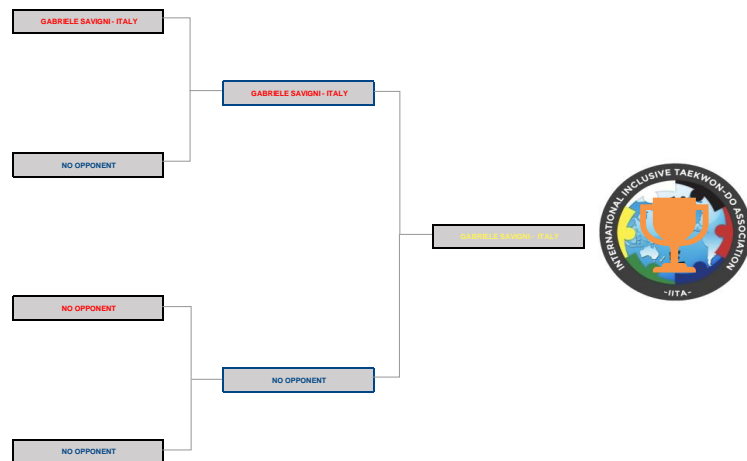 GABRIELE SAVIGNI - ITALY
GABRIELE SAVIGNI - ITALY
NO OPPONENT
GABRIELE SAVIGNI - ITALY
NO OPPONENT
NO OPPONENT
NO OPPONENT
INTERNATIONAL INCLUSIVE TAEKWON-DO ASSOCIATION
-IITA-